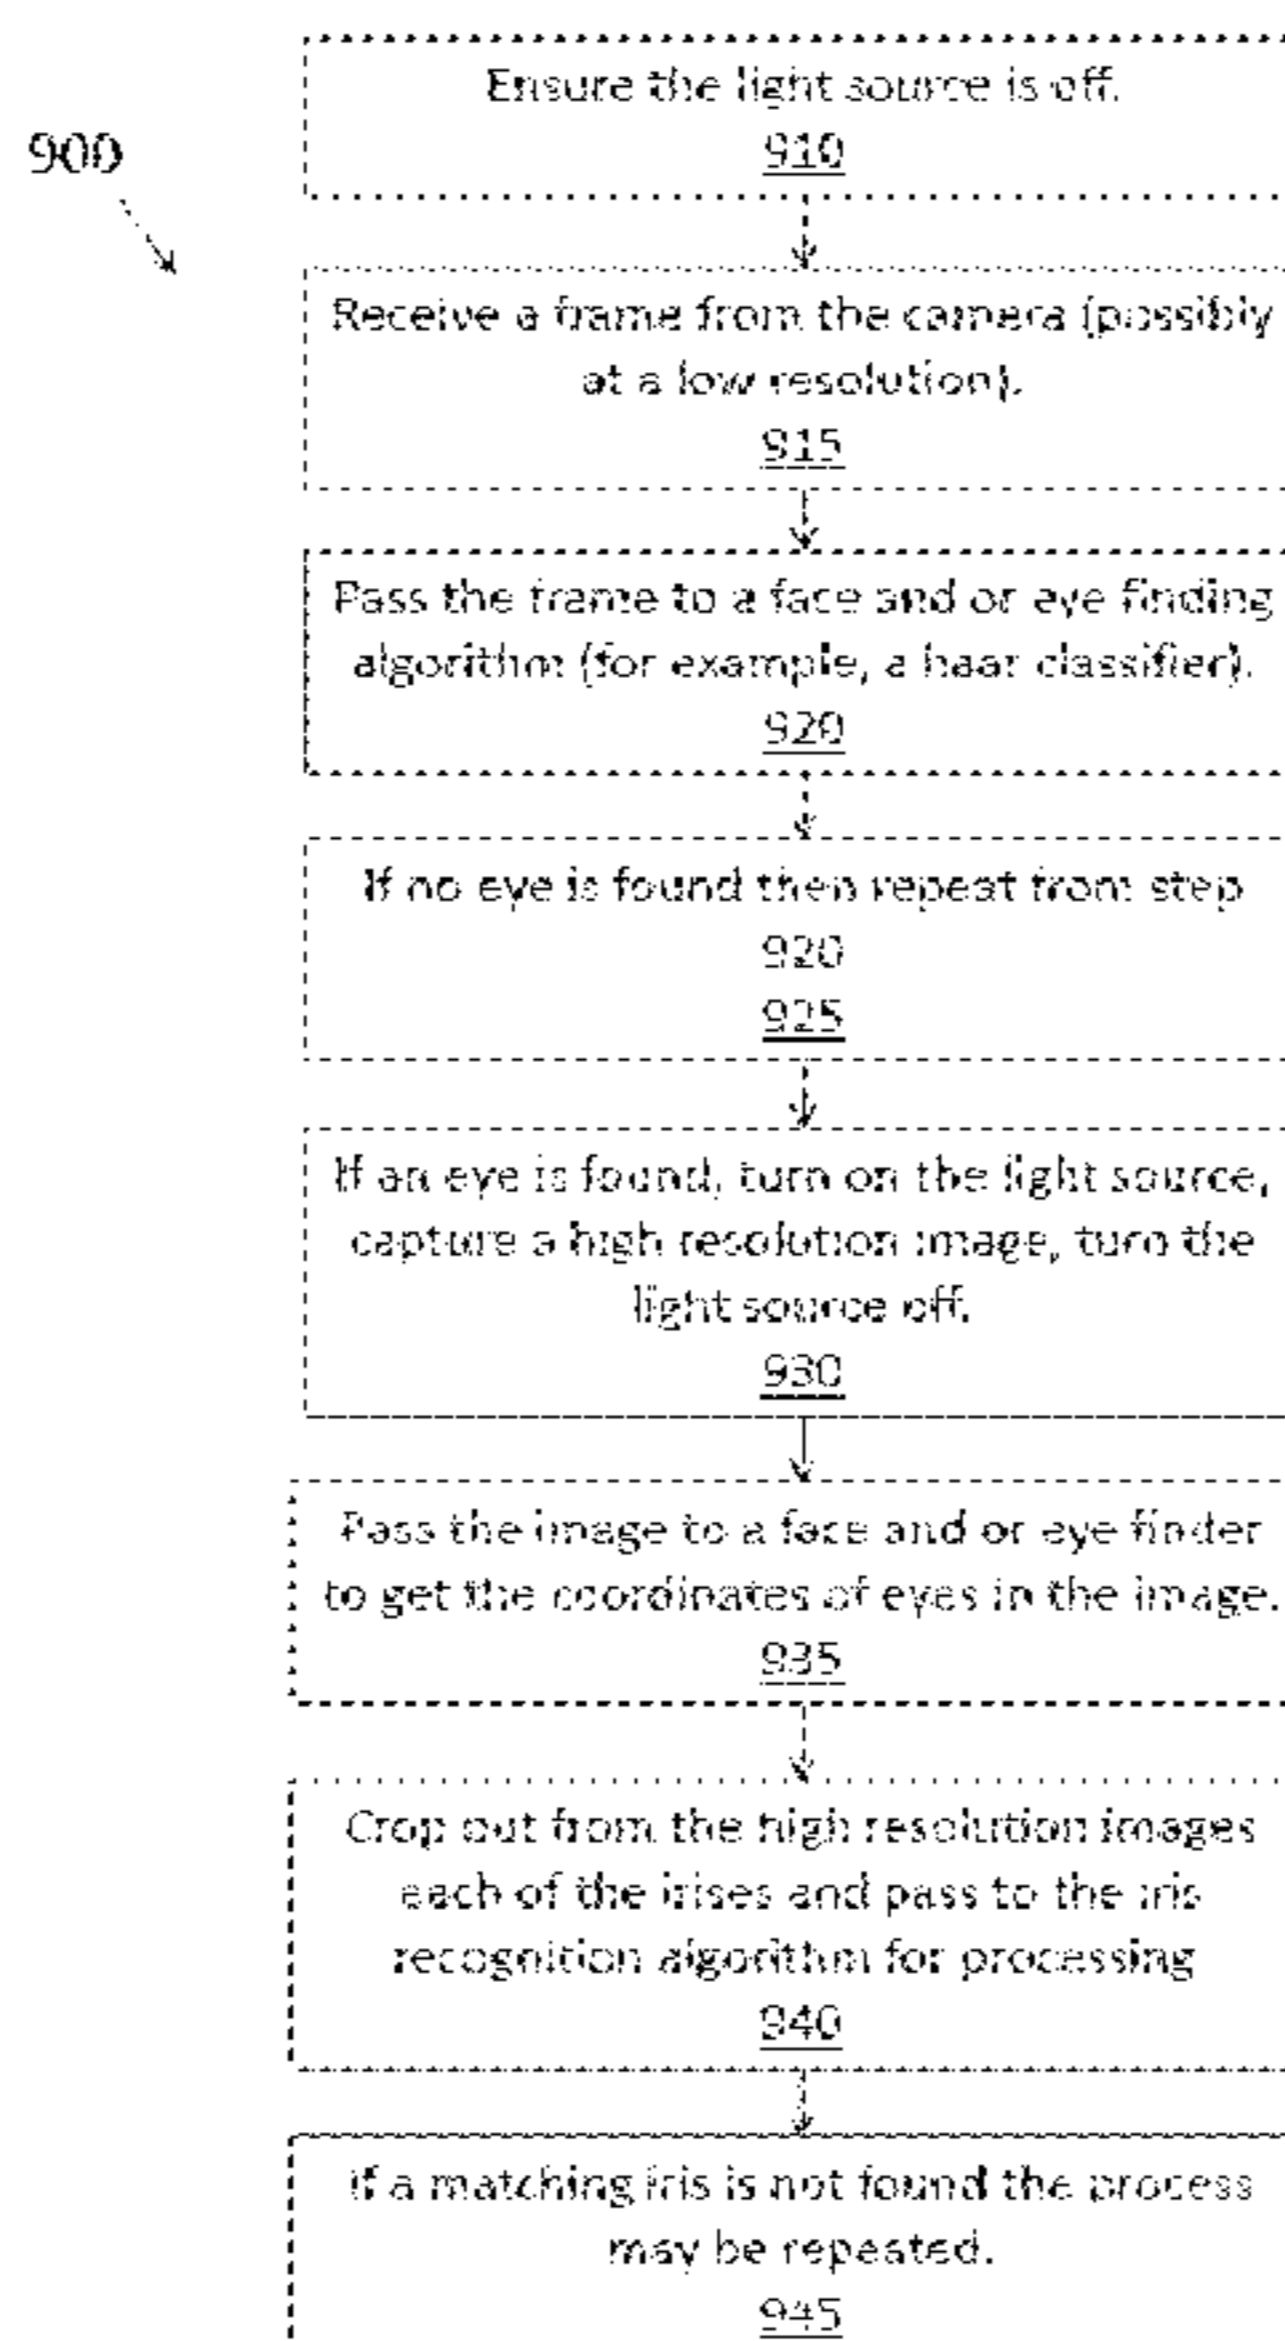 Ensure the light source is off.
910
900
Receive a frame from the camera (possibly
at a low resolution).
915
Pass the frame to a face and or eye finding
algorithm (for example, a haar classifier).
920
If no eye is found then repeat from step
920
925
If an eye is found, turn on the light source,
capture a high resolution image, turn the
light source off.
930
Pass the image to a face and or eye finder
to get the coordinates of eyes in the image.
935
Crop out from the high resolution images
each of the irises and pass to the iris
recognition algorithm for processing
940
If a matching iris is not found the process
may be repeated.
945